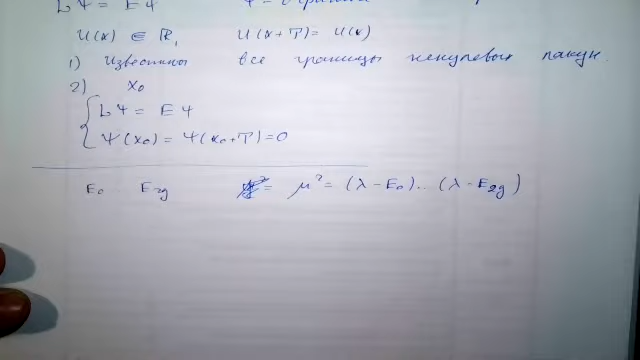 LΨ = EΨ
U(x) ∈ ℝ, U(x+T) = U(x)
1) Известны все границы ненулевых лакун.
2) x₀
LΨ = EΨ
Ψ(x₀) = Ψ(x₀+T) = 0
E₀ .. E₂g μ² = (λ − E₀)..(λ − E₂g)